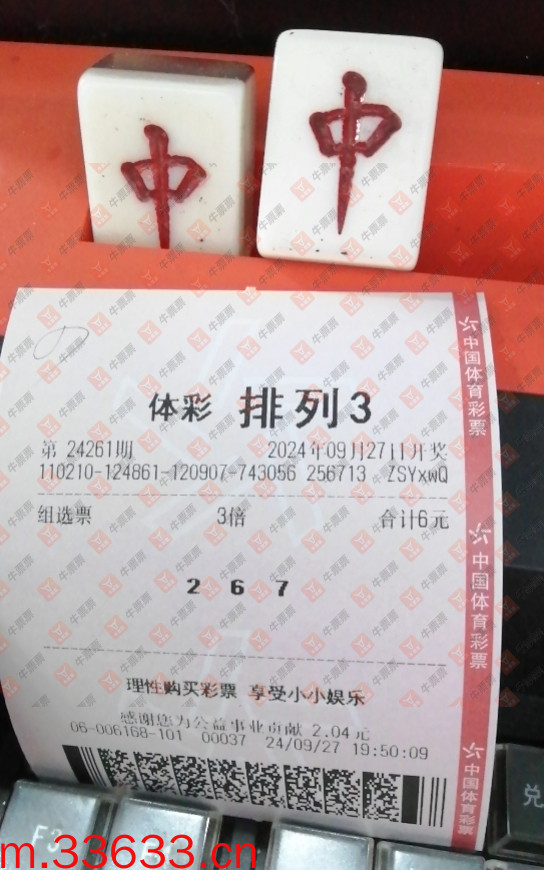 中 中
体彩 排列3
第 24261期 2024年09月27日开奖
110210-124861-120907-743056 256713 ZSYxwQ
组选票 3倍 合计6元
2 6 7
理性购买彩票 享受小小娱乐
感谢您为公益事业贡献 2.04元
06-006168-101 00037 24/09/27 19:50:09
中国体育彩票
中国体育彩票
中国体育彩票
牛票票
F3
兑
m.33633.cn